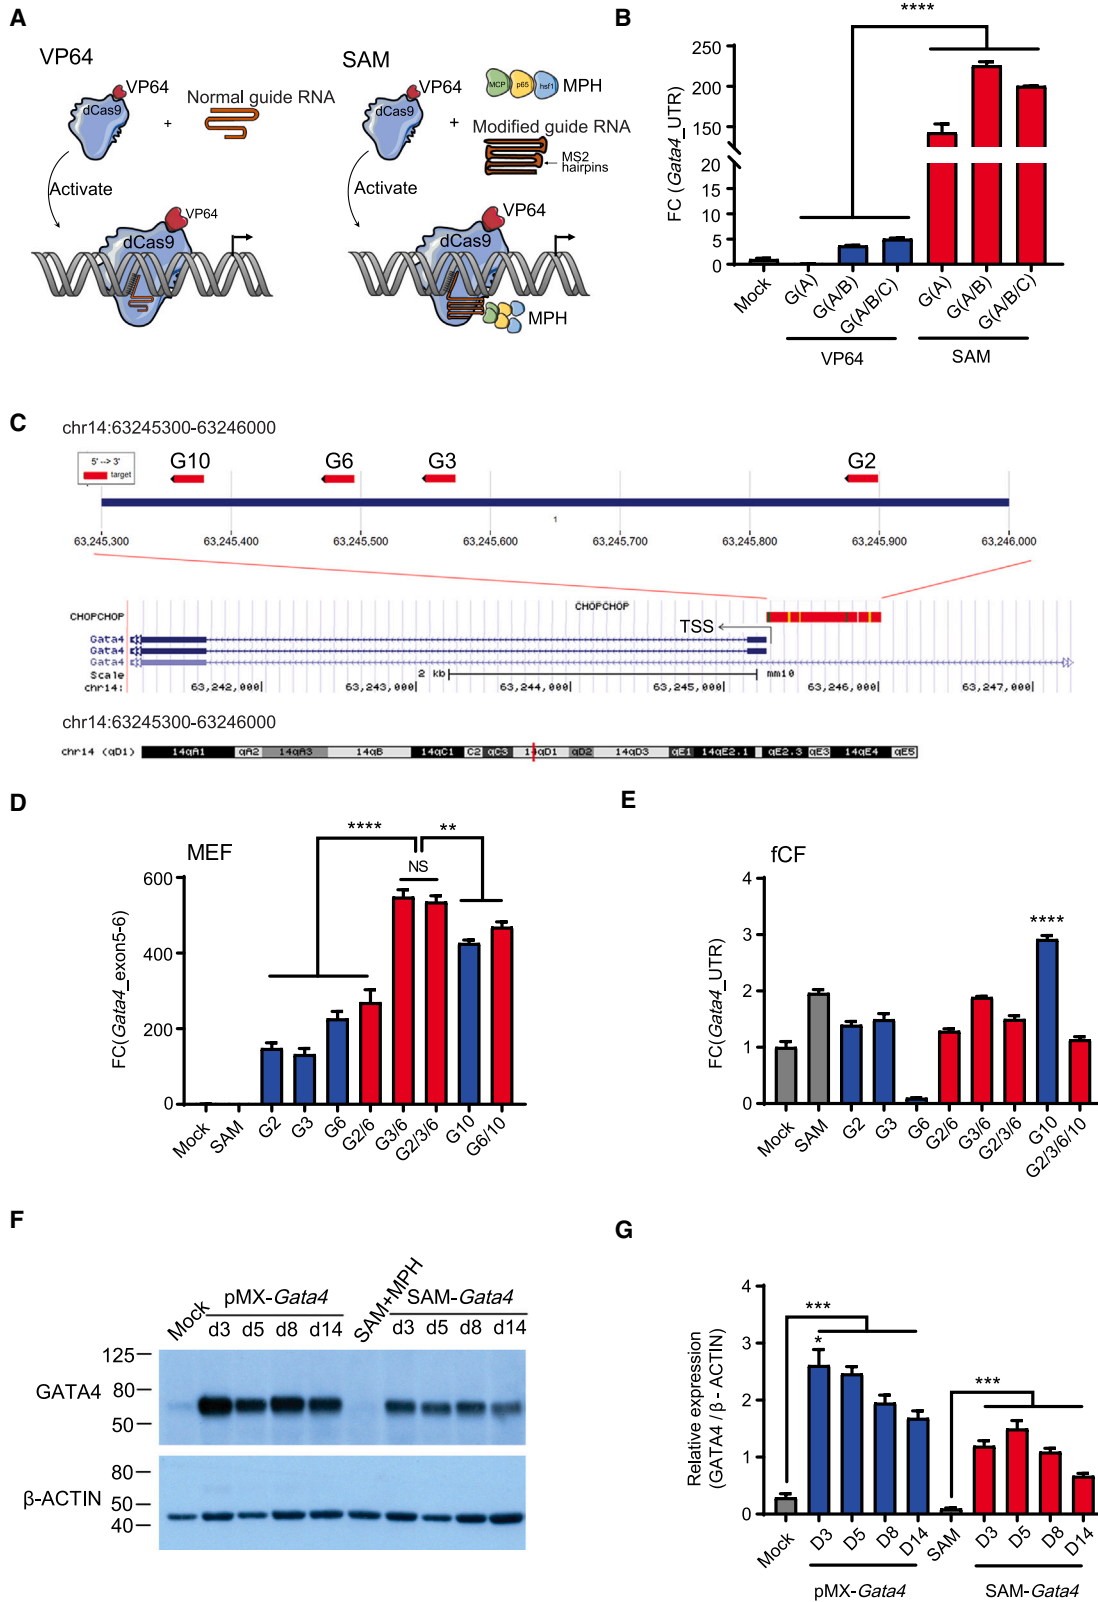 A
VP64
VP64
dCas9
+
Normal guide RNA
Activate
VP64
dCas9
SAM
VP64
dCas9
+
MCP p65 hsf1 MPH
Modified guide RNA
MS2 hairpins
Activate
VP64
dCas9
MPH
B
****
FC (Gata4_UTR)
250
200
150
20
15
10
5
0
Mock G(A) G(A/B) G(A/B/C) G(A) G(A/B) G(A/B/C)
VP64 SAM
C
chr14:63245300-63246000
5' --> 3'
target
G10 G6 G3 G2
1
63,245,300 63,245,400 63,245,500 63,245,600 63,245,700 63,245,800 63,245,900 63,246,000
CHOPCHOP
CHOPCHOP
TSS
Gata4
Gata4
Gata4
Scale 2 kb mm10
chr14: 63,242,000 63,243,000 63,244,000 63,245,000 63,246,000 63,247,000
chr14:63245300-63246000
chr14 (qD1) 14qA1 qA2 14qA3 14qB 14qC1 C2 qC3 14qD1 qD2 14qD3 qE1 14qE2.1 qE2.3 qE3 14qE4 qE5
D
MEF
**** **
NS
FC(Gata4_exon5-6)
600
400
200
0
Mock SAM G2 G3 G6 G2/6 G3/6 G2/3/6 G10 G6/10
E
fCF
****
FC(Gata4_UTR)
4
3
2
1
0
Mock SAM G2 G3 G6 G2/6 G3/6 G2/3/6 G10 G2/3/6/10
F
Mock pMX-Gata4 SAM+MPH SAM-Gata4
d3 d5 d8 d14 d3 d5 d8 d14
125
GATA4 80
50
80
β-ACTIN 50
40
G
***
*
***
Relative expression
(GATA4 /β - ACTIN)
4
3
2
1
0
Mock D3 D5 D8 D14 SAM D3 D5 D8 D14
pMX-Gata4 SAM-Gata4